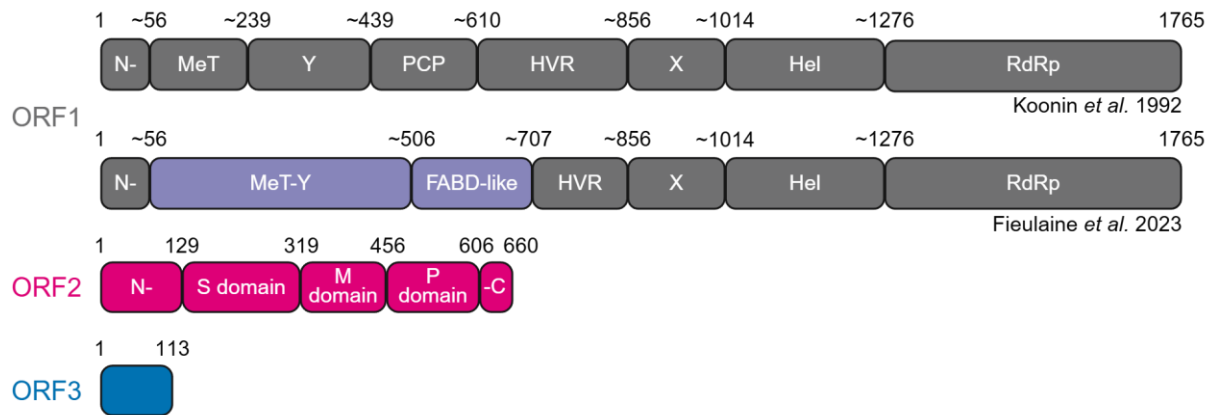 1 ~56 ~239 ~439 ~610 ~856 ~1014 ~1276 1765
N- MeT Y PCP HVR X Hel RdRp
Koonin et al. 1992
ORF1
1 ~56 ~506 ~707 ~856 ~1014 ~1276 1765
N- MeT-Y FABD-like HVR X Hel RdRp
Fieulaine et al. 2023
1 129 319 456 606 660
ORF2 N- S domain M domain P domain -C
1 113
ORF3